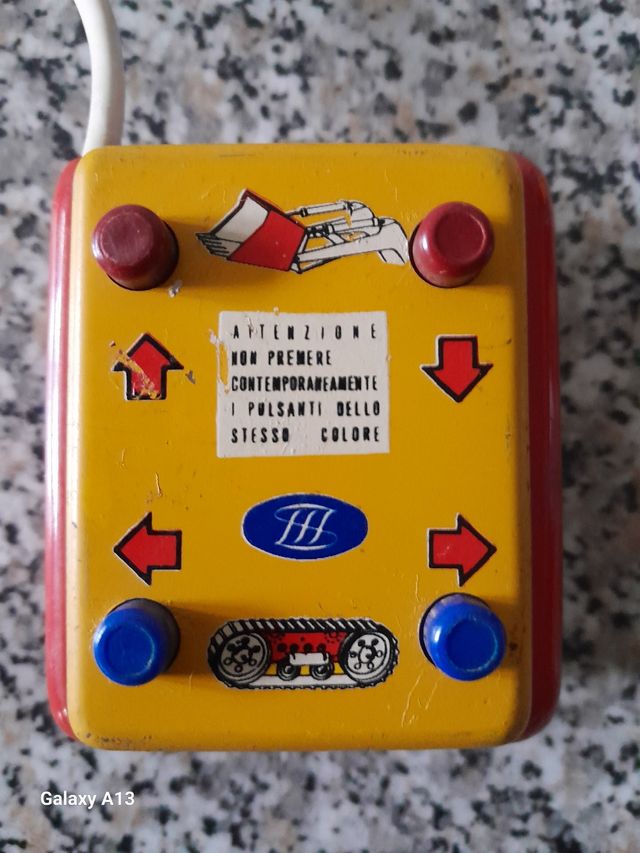 ATTENZIONE
NON PREMERE
CONTEMPORANEAMENTE
I PULSANTI DELLO
STESSO COLORE
Galaxy A13